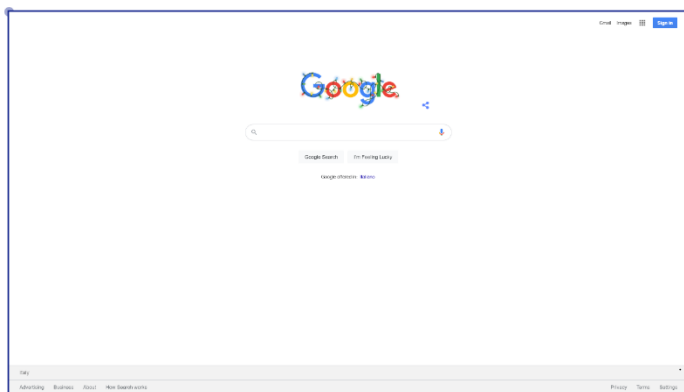 Gmail Images Sign in
Google
Google Search I'm Feeling Lucky
Google offered in: Italiano
Italy
Advertising Business About How Search works Privacy Terms Settings